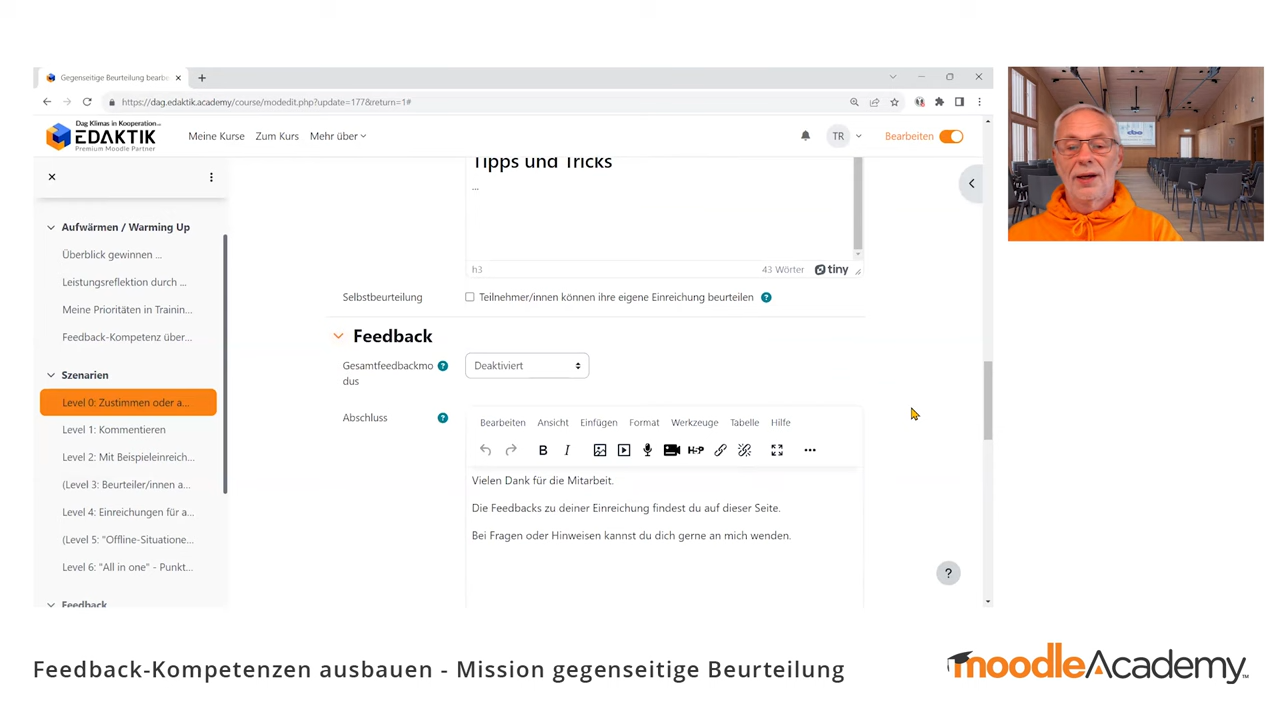 Gegenseitige Beurteilung bearbe
https://dag.edaktik.academy/course/modedit.php?update=177&return=1#
Dag Klimas in Kooperation
EDAKTIK
Premium Moodle Partner
Meine Kurse
Zum Kurs
Mehr über
TR
Bearbeiten
Aufwärmen / Warming Up
Überblick gewinnen ...
Leistungsreflektion durch ...
Meine Prioritäten in Trainin...
Feedback-Kompetenz über...
Szenarien
Level 0: Zustimmen oder a...
Level 1: Kommentieren
Level 2: Mit Beispieleinreich...
(Level 3: Beurteiler/innen a...
Level 4: Einreichungen für a...
(Level 5: "Offline-Situatione...
Level 6: "All in one" - Punkt...
Feedback
Tipps und Tricks
...
h3
43 Wörter
tiny
Selbstbeurteilung
Teilnehmer/innen können ihre eigene Einreichung beurteilen
Feedback
Gesamtfeedbackmo
dus
Deaktiviert
Abschluss
Bearbeiten Ansicht Einfügen Format Werkzeuge Tabelle Hilfe
B I H5P
Vielen Dank für die Mitarbeit.
Die Feedbacks zu deiner Einreichung findest du auf dieser Seite.
Bei Fragen oder Hinweisen kannst du dich gerne an mich wenden.
?
Feedback-Kompetenzen ausbauen - Mission gegenseitige Beurteilung
moodleAcademy™